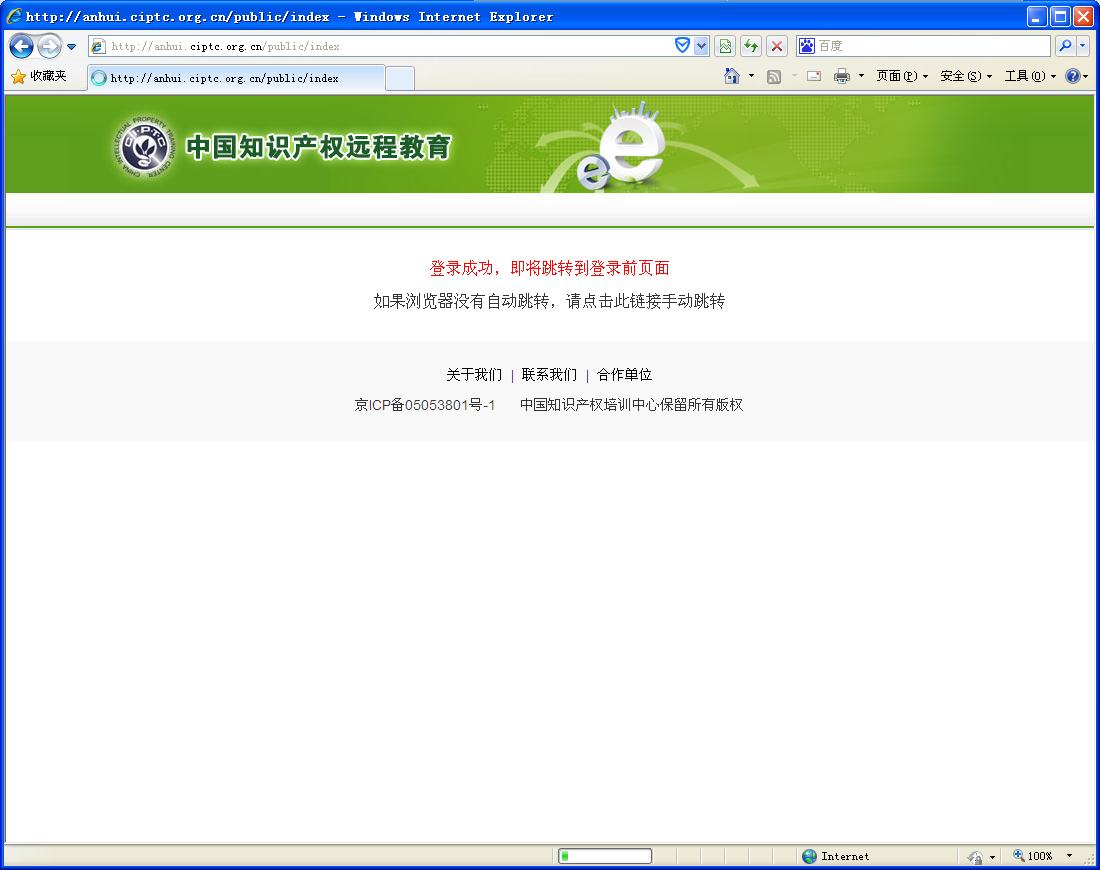 http://anhui.ciptc.org.cn/public/index - Windows Internet Explorer
http://anhui.ciptc.org.cn/public/index
百度
收藏夹
http://anhui.ciptc.org.cn/public/index
页面(P)
安全(S)
工具(O)
INTELLECTUAL PROPERTY TRAINING CENTER CHINA
CIPTC
中国知识产权远程教育
登录成功，即将跳转到登录前页面
如果浏览器没有自动跳转，请点击此链接手动跳转
关于我们 | 联系我们 | 合作单位
京ICP备05053801号-1 中国知识产权培训中心保留所有版权
Internet
100%